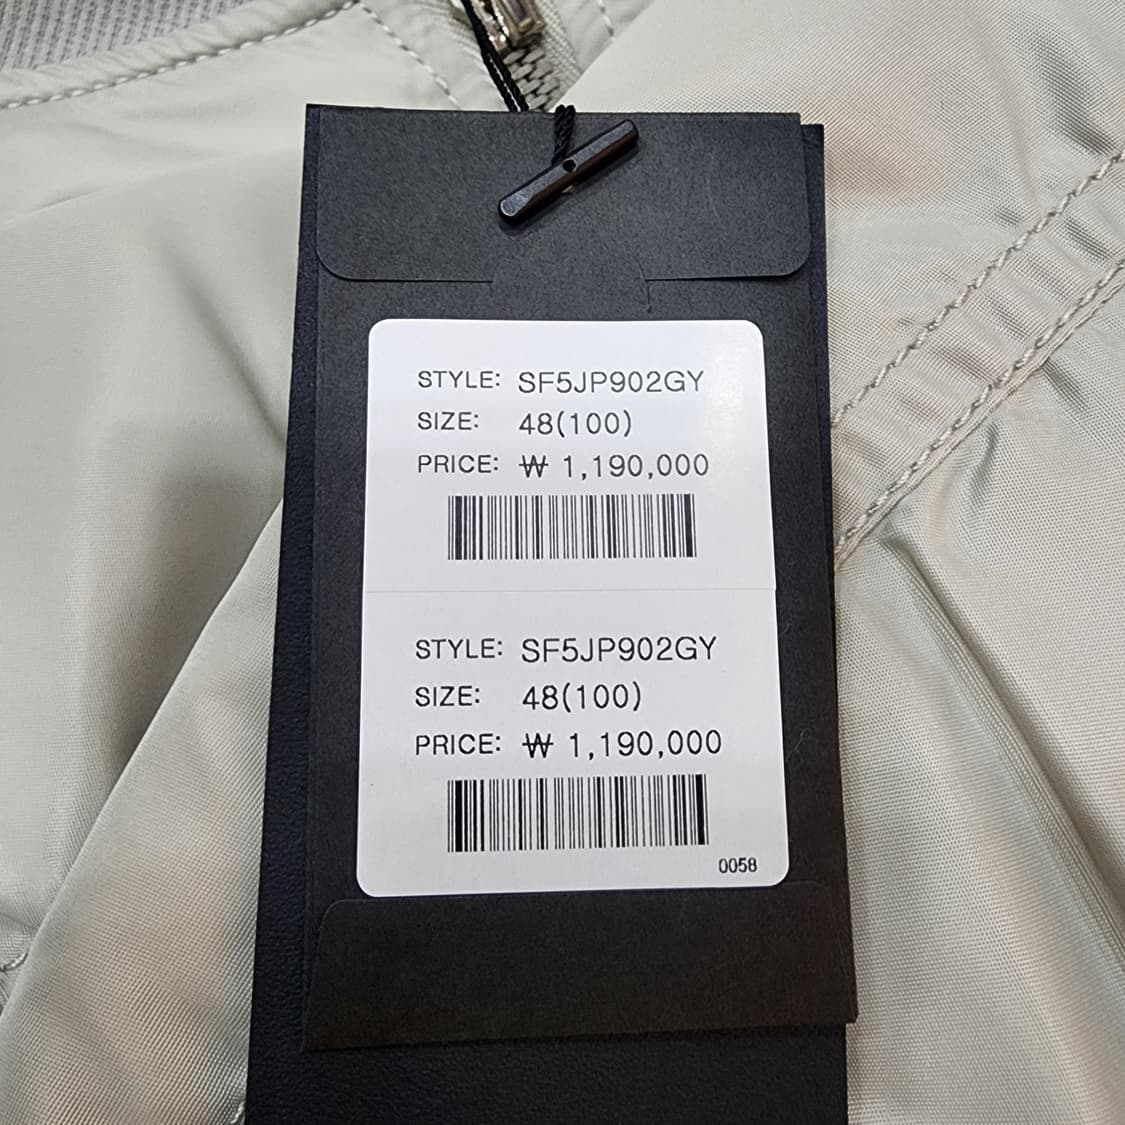 STYLE: SF5JP902GY
SIZE: 48(100)
PRICE: ₩ 1,190,000
STYLE: SF5JP902GY
SIZE: 48(100)
PRICE: ₩ 1,190,000
0058